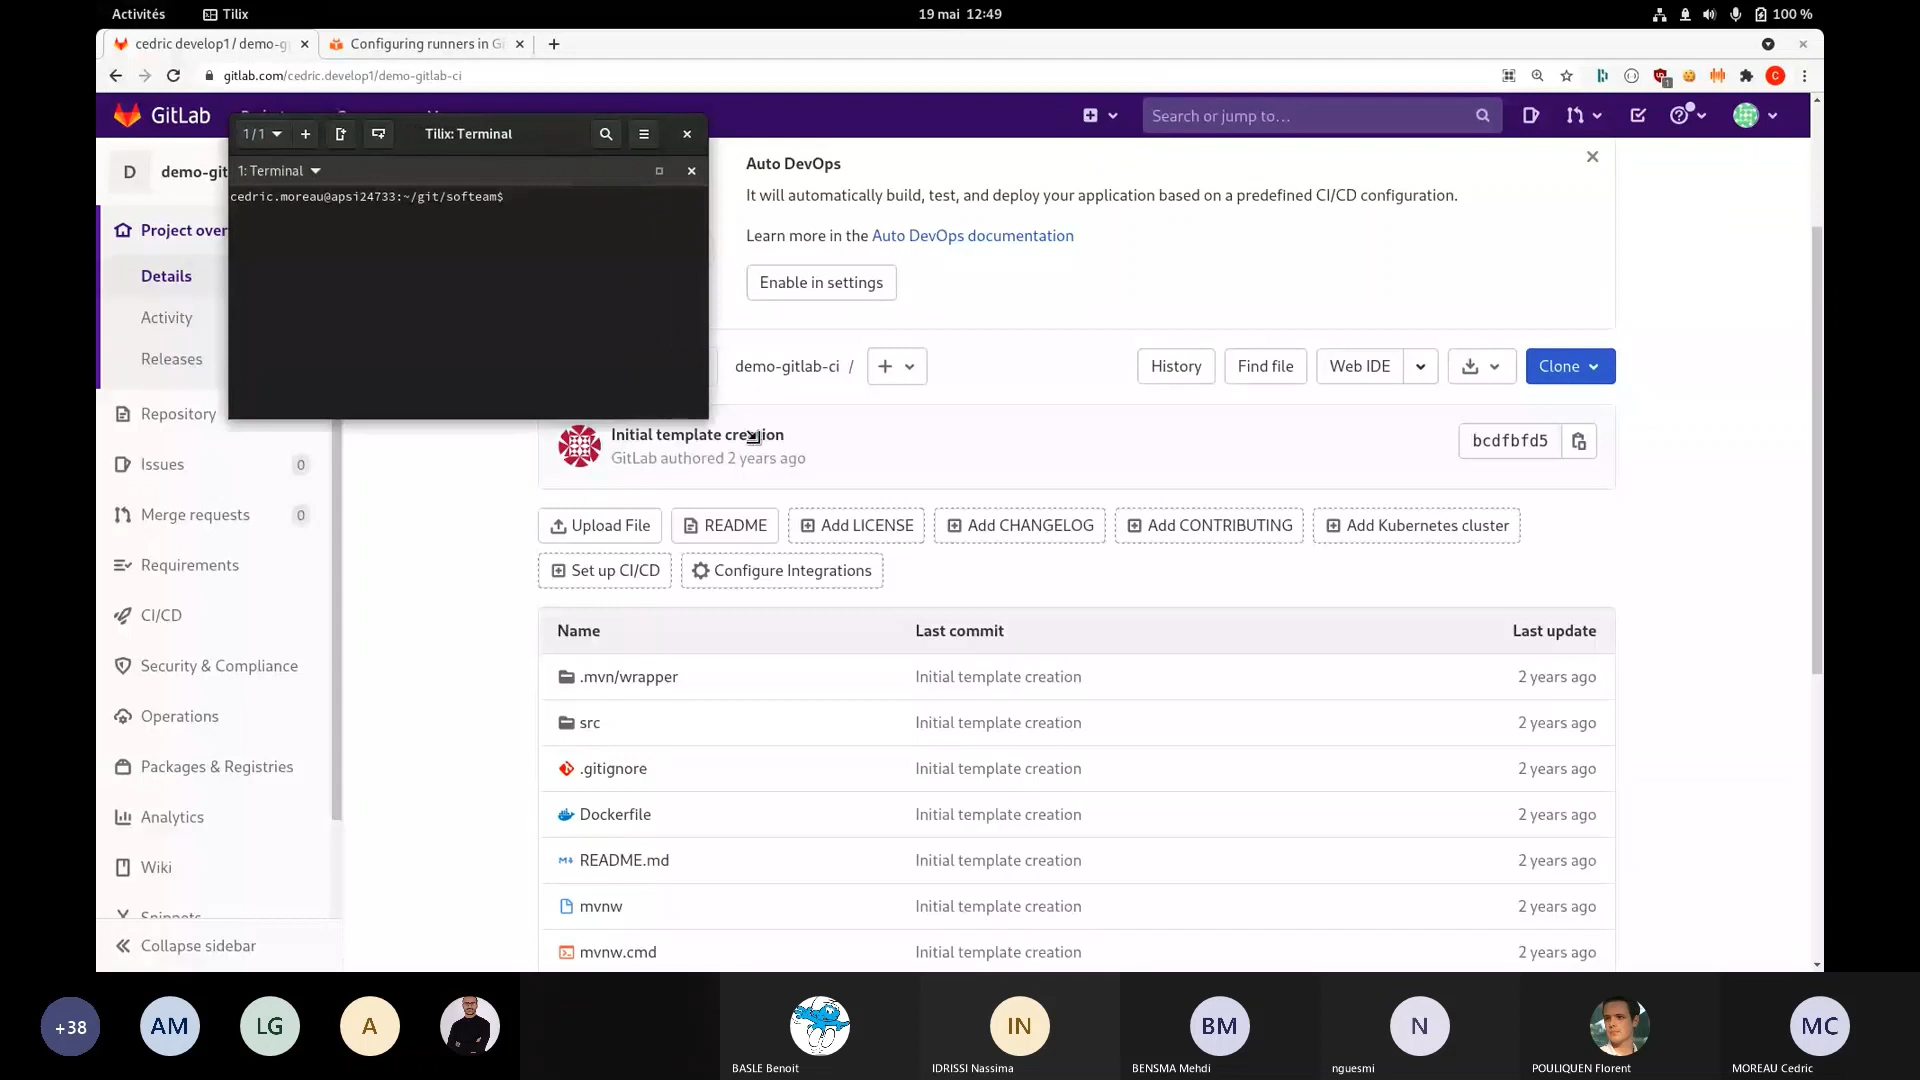 Activités
Tilix
19 mai 12:49
100 %
cedric develop1 / demo-g
Configuring runners in Gi
gitlab.com/cedric.develop1/demo-gitlab-ci
GitLab
Search or jump to…
1 / 1
Tilix: Terminal
1: Terminal
cedric.moreau@apsi24733:~/git/softeam$
D
demo-git
Project over
Details
Activity
Releases
Repository
Issues
0
Merge requests
0
Requirements
CI/CD
Security & Compliance
Operations
Packages & Registries
Analytics
Wiki
Snippets
Collapse sidebar
Auto DevOps
It will automatically build, test, and deploy your application based on a predefined CI/CD configuration.
Learn more in the Auto DevOps documentation
Enable in settings
demo-gitlab-ci /
History
Find file
Web IDE
Clone
Initial template creation
GitLab authored 2 years ago
bcdfbfd5
Upload File
README
Add LICENSE
Add CHANGELOG
Add CONTRIBUTING
Add Kubernetes cluster
Set up CI/CD
Configure Integrations
Name Last commit Last update
.mvn/wrapper Initial template creation 2 years ago
src Initial template creation 2 years ago
.gitignore Initial template creation 2 years ago
Dockerfile Initial template creation 2 years ago
README.md Initial template creation 2 years ago
mvnw Initial template creation 2 years ago
mvnw.cmd Initial template creation 2 years ago
+38
AM
LG
A
IN
BM
N
MC
BASLE Benoit
IDRISSI Nassima
BENSMA Mehdi
nguesmi
POULIQUEN Florent
MOREAU Cedric